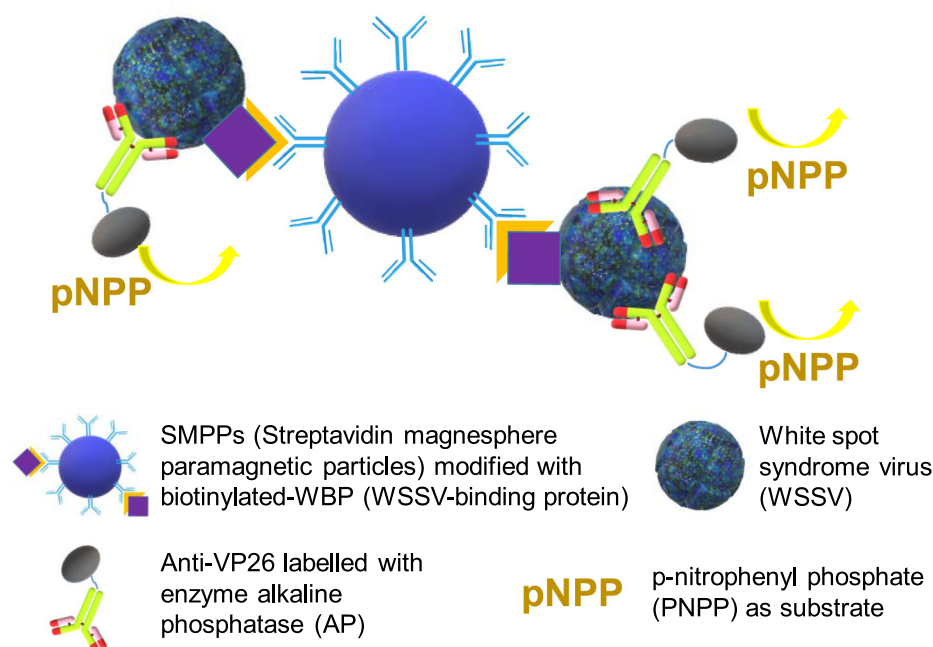 pNPP
pNPP
pNPP
SMPPs (Streptavidin magnesphere
paramagnetic particles) modified with
biotinylated-WBP (WSSV-binding protein)
White spot
syndrome virus
(WSSV)
Anti-VP26 labelled with
enzyme alkaline
phosphatase (AP)
pNPP
p-nitrophenyl phosphate
(PNPP) as substrate